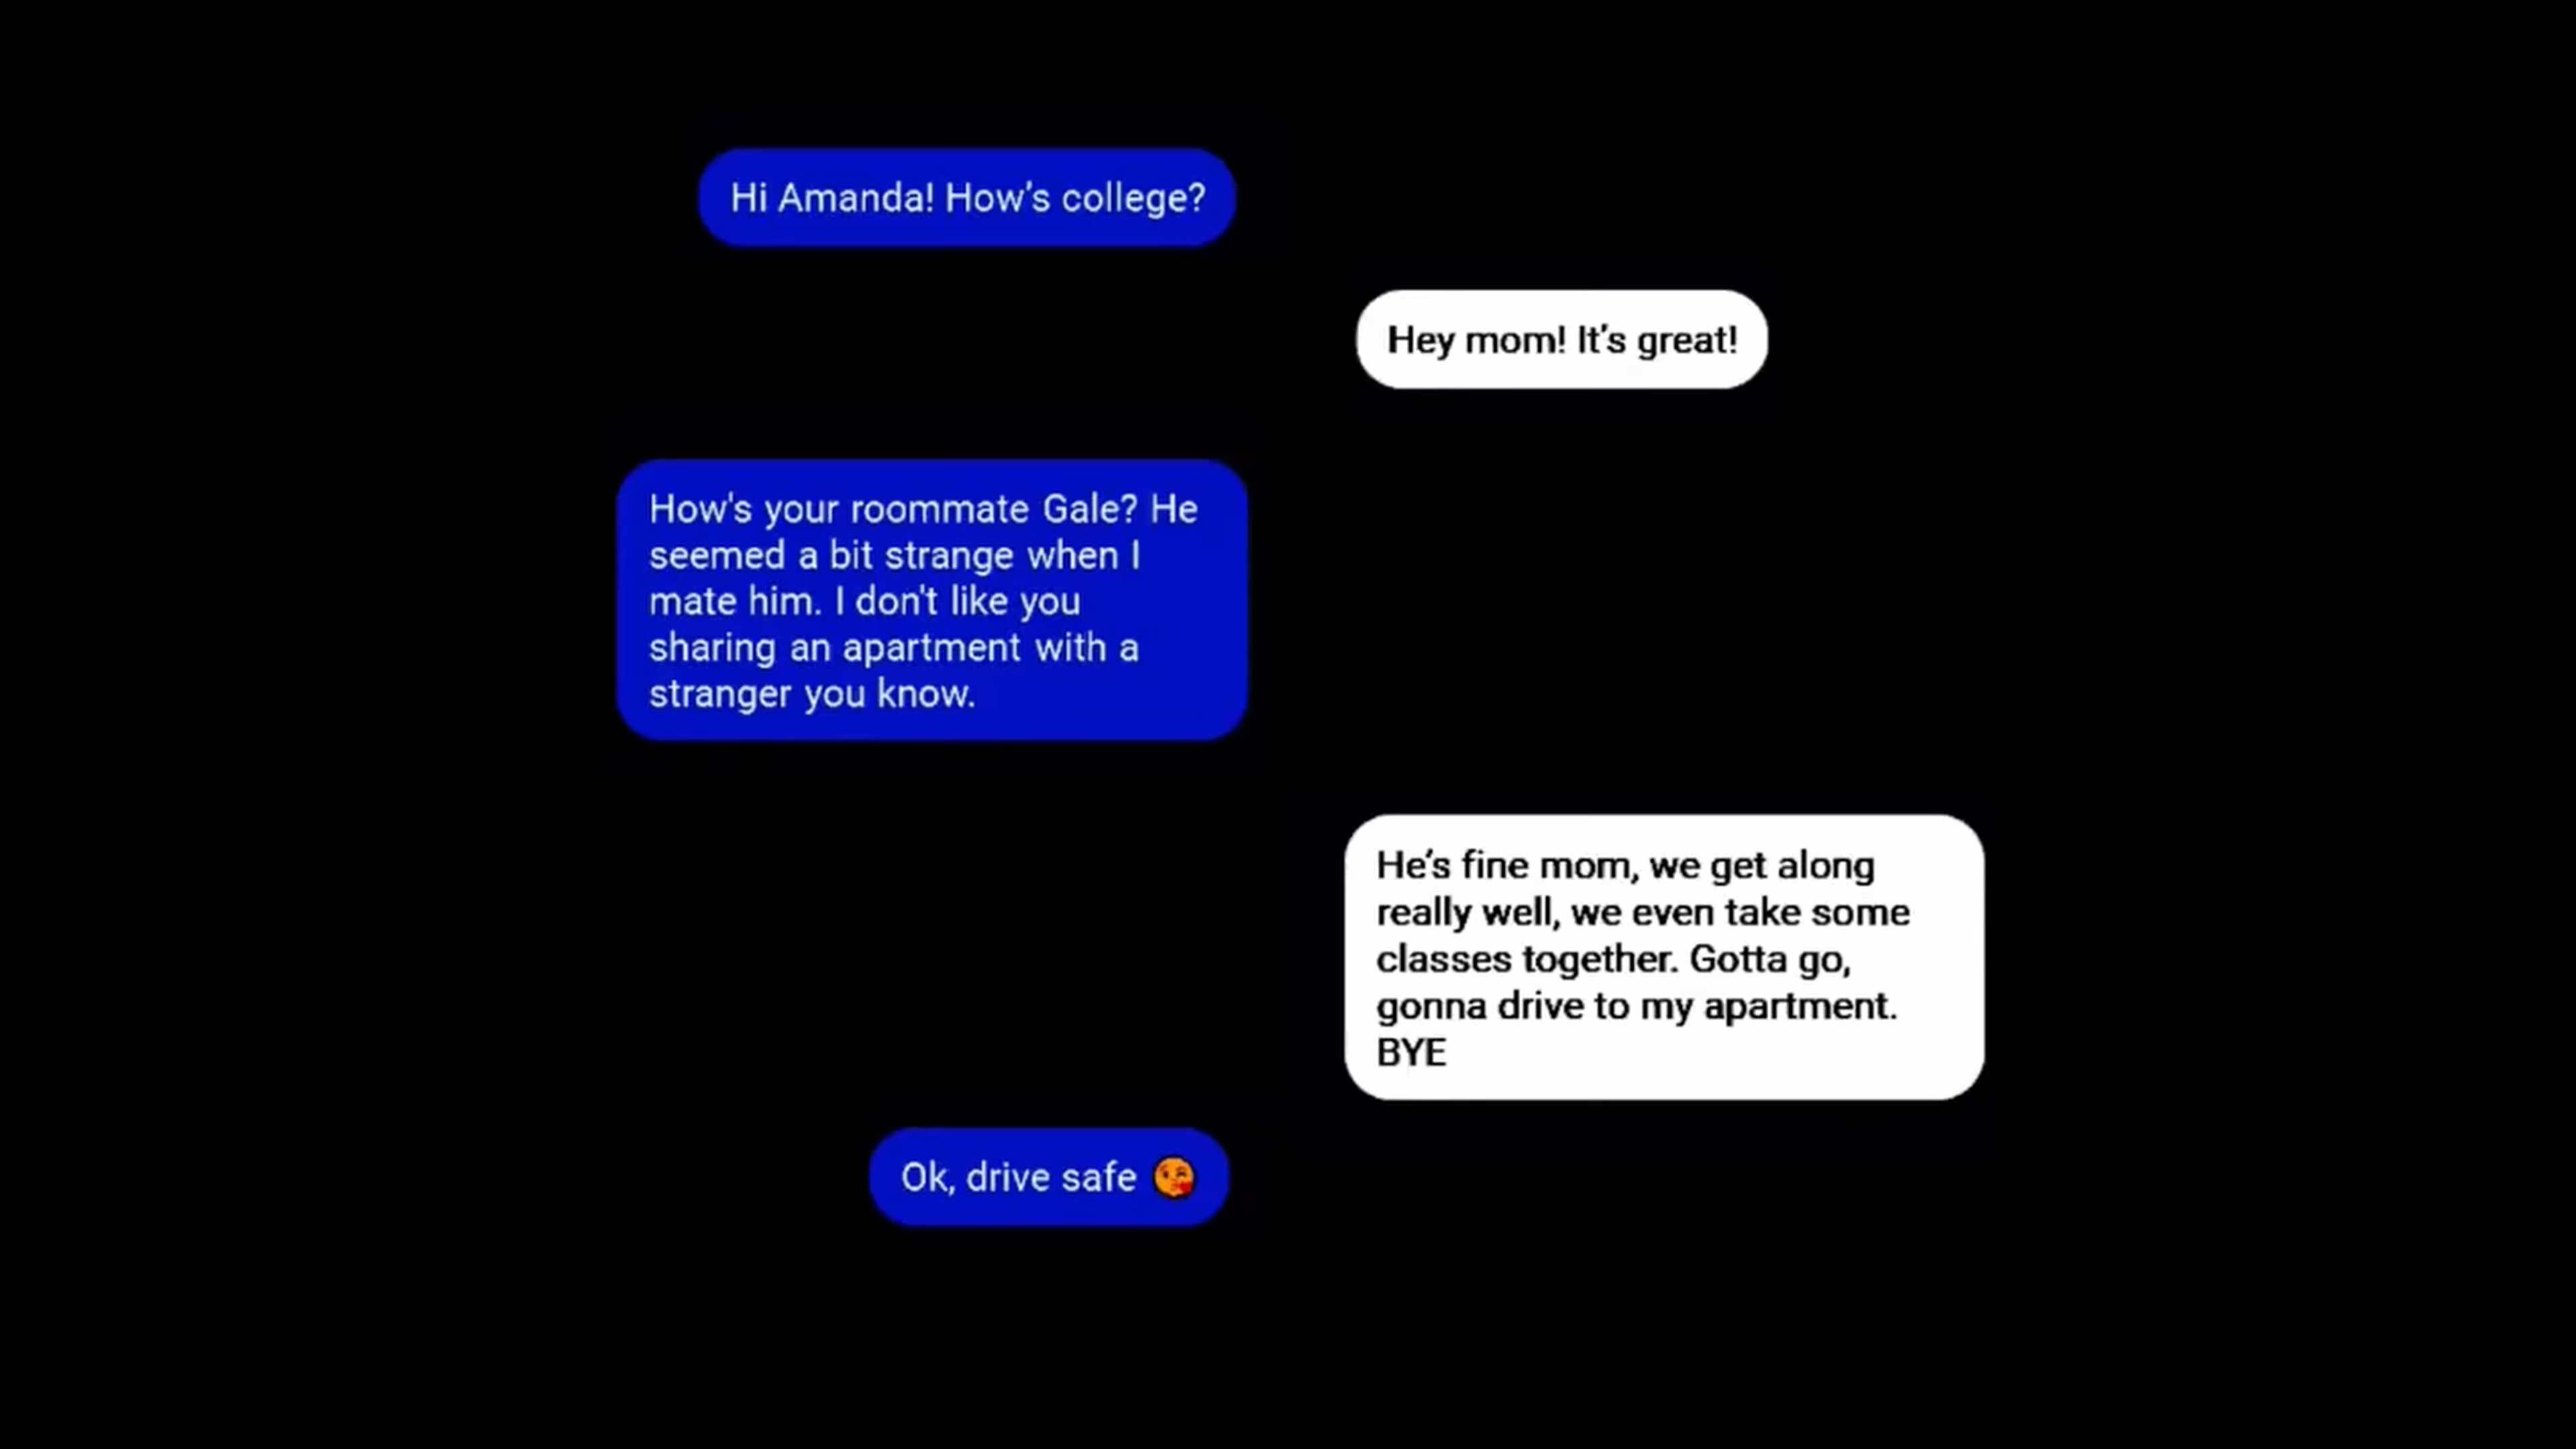 Hi Amanda! How’s college?
Hey mom! It’s great!
How's your roommate Gale? He
seemed a bit strange when I
mate him. I don't like you
sharing an apartment with a
stranger you know.
He’s fine mom, we get along
really well, we even take some
classes together. Gotta go,
gonna drive to my apartment.
BYE
Ok, drive safe 😘